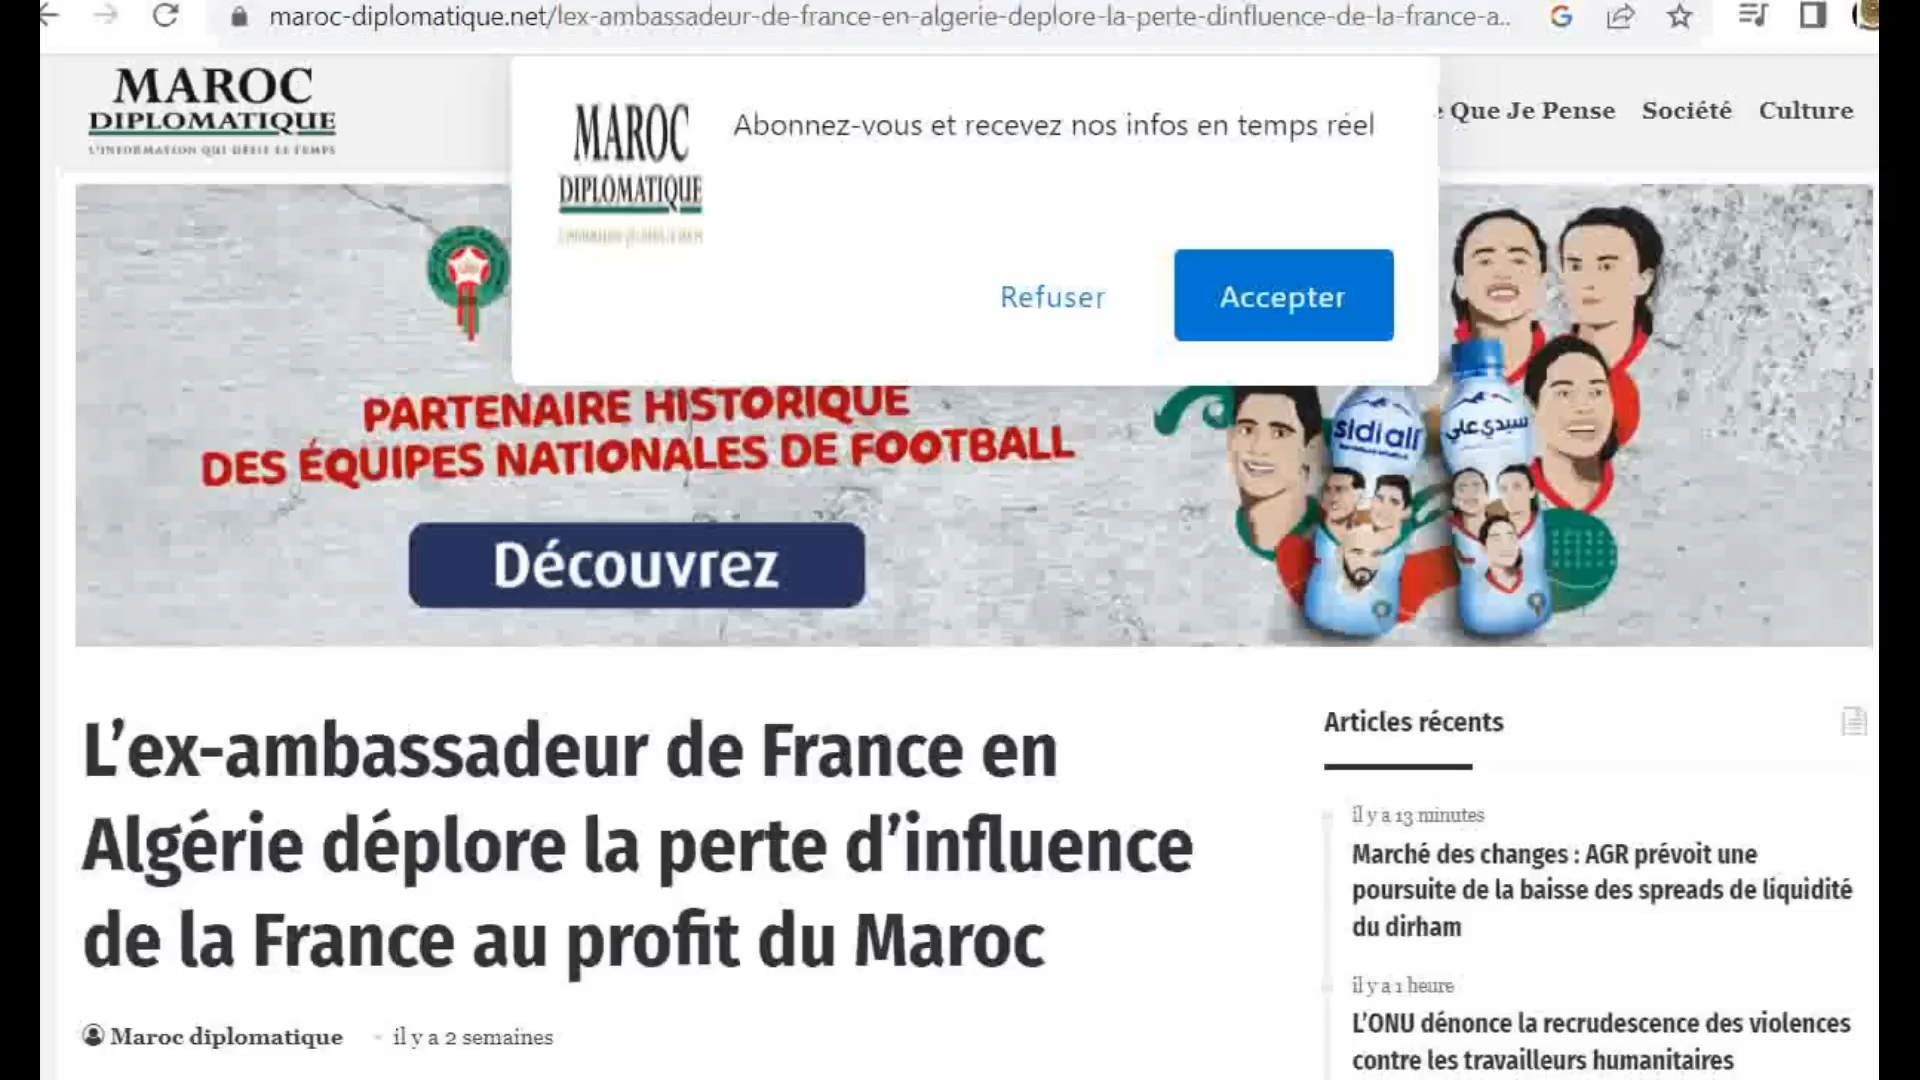 maroc-diplomatique.net/lex-ambassadeur-de-france-en-algerie-deplore-la-perte-dinfluence-de-la-france-a..
MAROC
DIPLOMATIQUE
L'INFORMATION QUI DÉFIE LE TEMPS
MAROC
DIPLOMATIQUE
Abonnez-vous et recevez nos infos en temps réel
Refuser
Accepter
Que Je Pense
Société
Culture
PARTENAIRE HISTORIQUE
DES ÉQUIPES NATIONALES DE FOOTBALL
Découvrez
sidi ali
سيدي علي
L'ex-ambassadeur de France en
Algérie déplore la perte d'influence
de la France au profit du Maroc
Maroc diplomatique - il y a 2 semaines
Articles récents
il y a 13 minutes
Marché des changes : AGR prévoit une
poursuite de la baisse des spreads de liquidité
du dirham
il y a 1 heure
L'ONU dénonce la recrudescence des violences
contre les travailleurs humanitaires